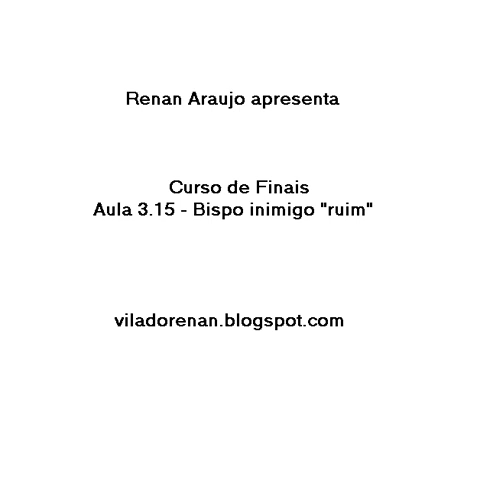 Renan Araujo apresenta
Curso de Finais
Aula 3.15 - Bispo inimigo "ruim"
viladorenan.blogspot.com